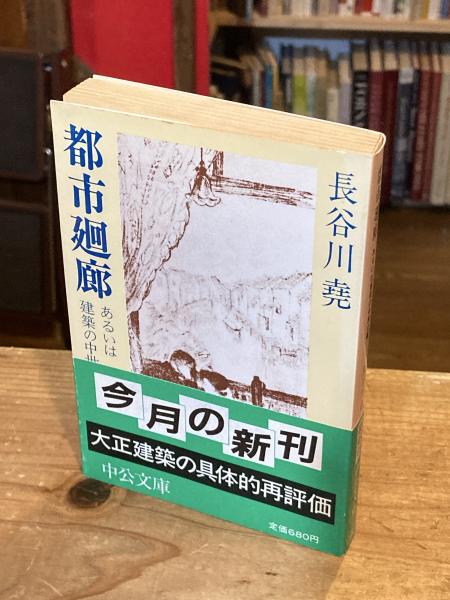 都市廻廊
あるいは
建築の中世
長谷川堯
今月の新刊
大正建築の具体的再評価
中公文庫
定価680円